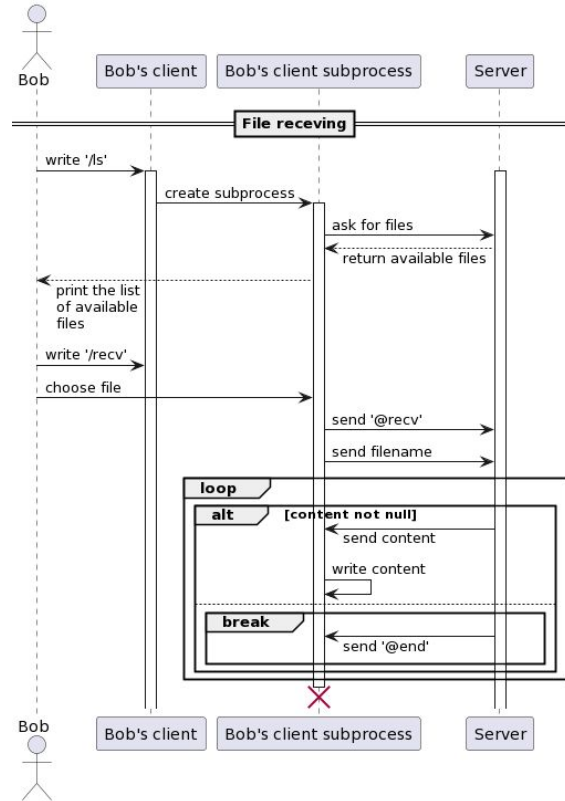 Bob
Bob's client
Bob's client subprocess
Server
File receving
write '/ls'
create subprocess
ask for files
return available files
print the list
of available
files
write '/recv'
choose file
send '@recv'
send filename
loop
alt [content not null]
send content
write content
break
send '@end'
Bob
Bob's client
Bob's client subprocess
Server